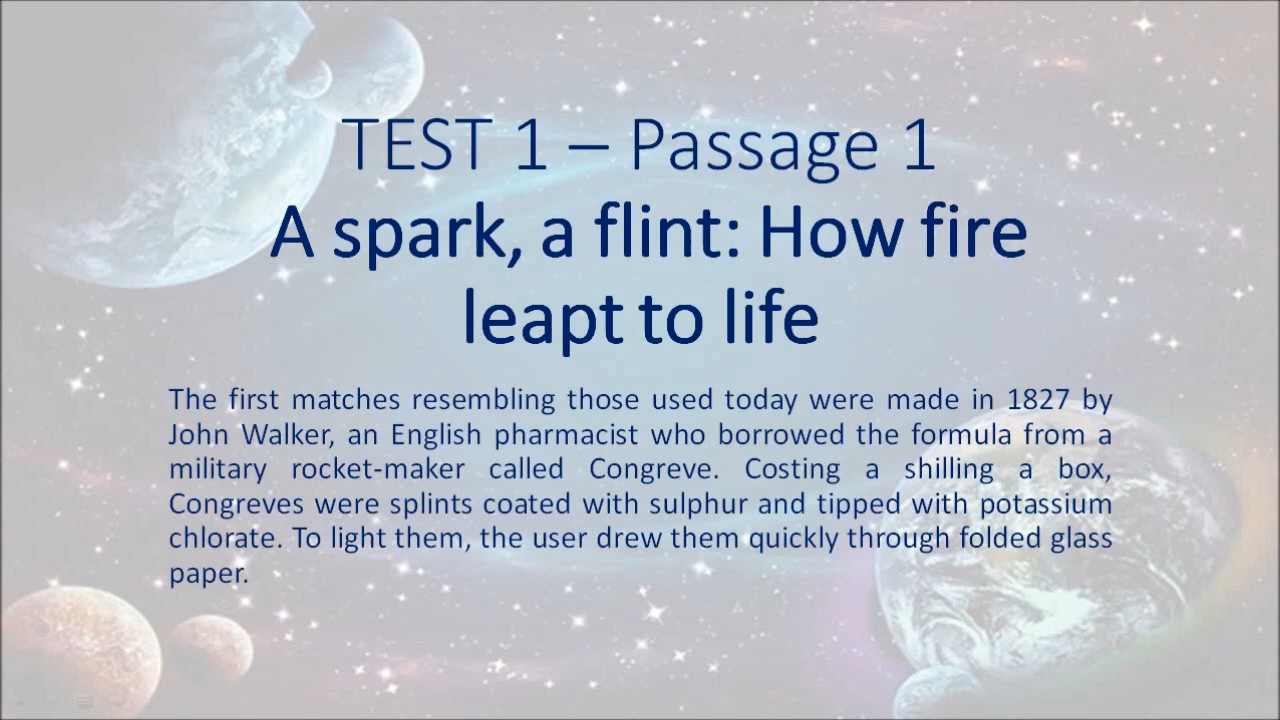 TEST 1 – Passage 1
A spark, a flint: How fire
leapt to life
The first matches resembling those used today were made in 1827 by
John Walker, an English pharmacist who borrowed the formula from a
military rocket-maker called Congreve. Costing a shilling a box,
Congreves were splints coated with sulphur and tipped with potassium
chlorate. To light them, the user drew them quickly through folded glass
paper.